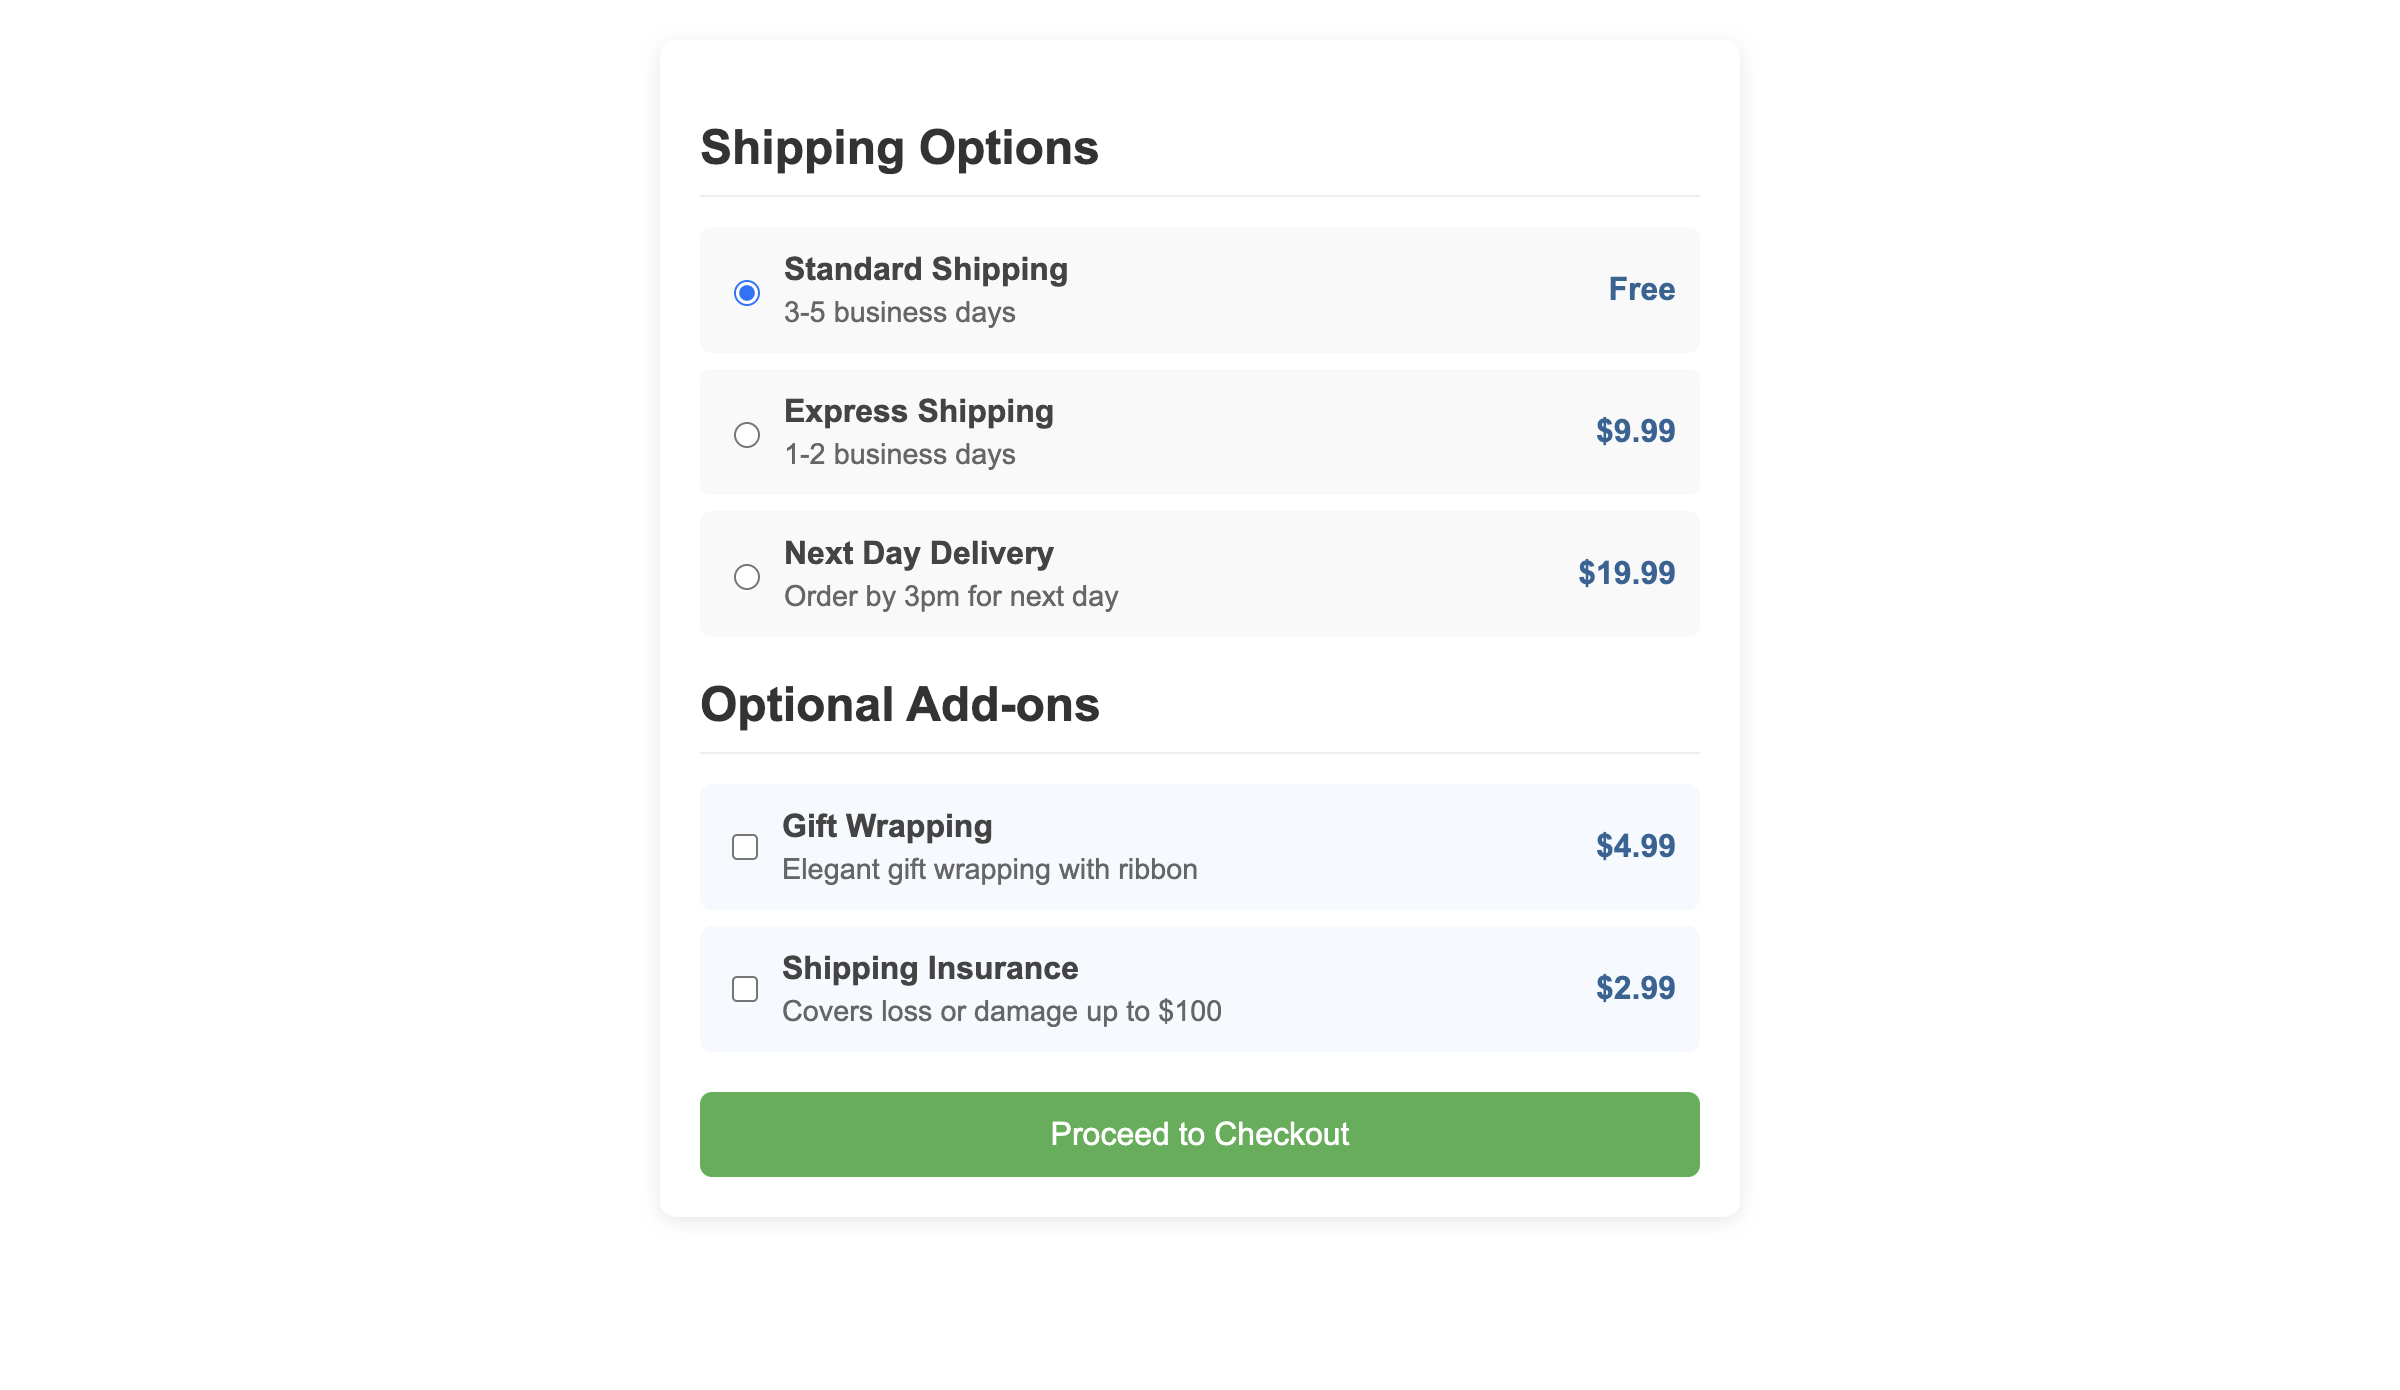 Shipping Options
Standard Shipping
3-5 business days
Free
Express Shipping
1-2 business days
$9.99
Next Day Delivery
Order by 3pm for next day
$19.99
Optional Add-ons
Gift Wrapping
Elegant gift wrapping with ribbon
$4.99
Shipping Insurance
Covers loss or damage up to $100
$2.99
Proceed to Checkout